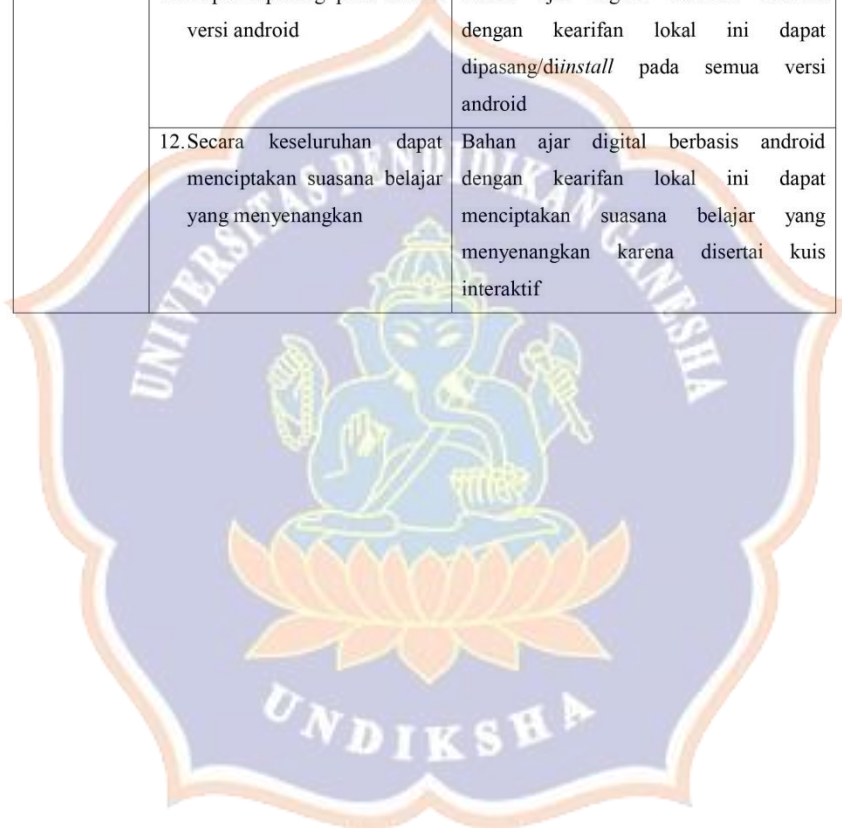 versi android
dengan kearifan lokal ini dapat
dipasang/diinstall pada semua versi
android
12.Secara keseluruhan dapat
menciptakan suasana belajar
yang menyenangkan
Bahan ajar digital berbasis android
dengan kearifan lokal ini dapat
menciptakan suasana belajar yang
menyenangkan karena disertai kuis
interaktif
UNIVERSITAS PENDIDIKAN GANESHA
UNDIKSHA